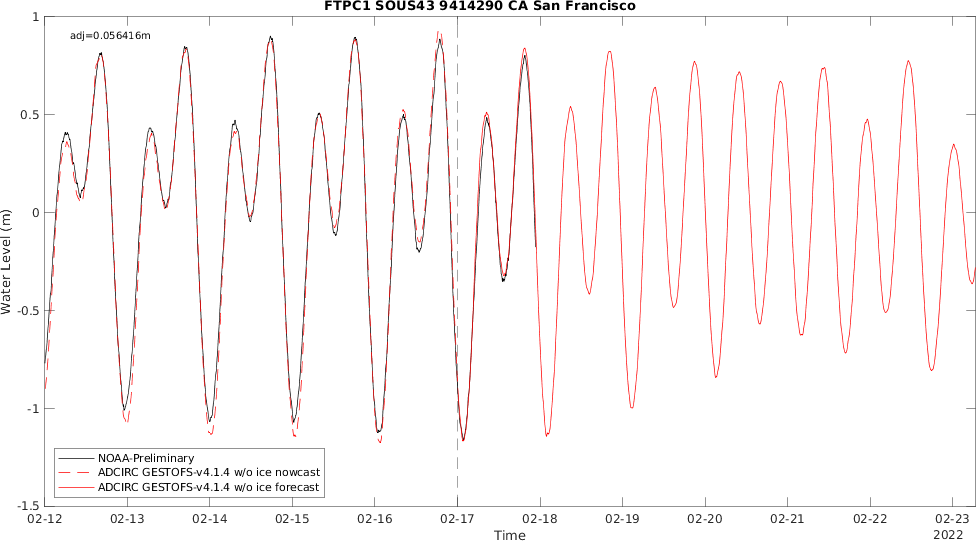 FTPC1 SOUS43 9414290 CA San Francisco
adj=0.056416m
1
0.5
0
-0.5
-1
-1.5
Water Level (m)
NOAA-Preliminary
ADCIRC GESTOFS-v4.1.4 w/o ice nowcast
ADCIRC GESTOFS-v4.1.4 w/o ice forecast
02-12 02-13 02-14 02-15 02-16 02-17 02-18 02-19 02-20 02-21 02-22 02-23
Time
2022